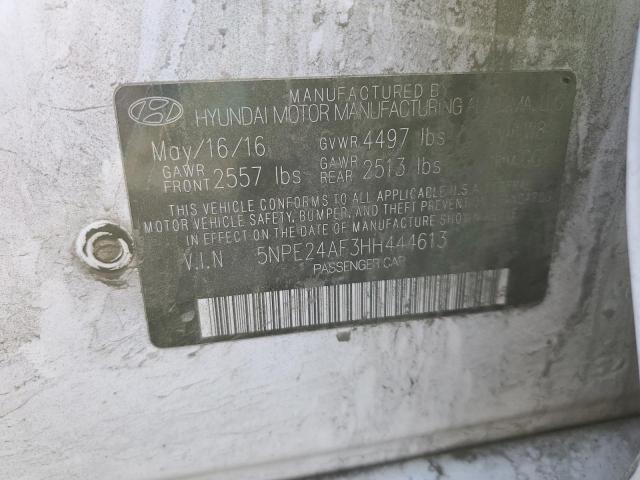 MANUFACTURED BY
HYUNDAI MOTOR MANUFACTURING
May/16/16 GVWR 4497 lbs
GAWR FRONT 2557 lbs GAWR REAR 2513 lbs
THIS VEHICLE CONFORMS TO ALL APPLICABLE U.S.A
MOTOR VEHICLE SAFETY, BUMPER, AND THEFT PREVENTION
IN EFFECT ON THE DATE OF MANUFACTURE SHOWN
V.I.N 5NPE24AF3HH444613
PASSENGER CAR